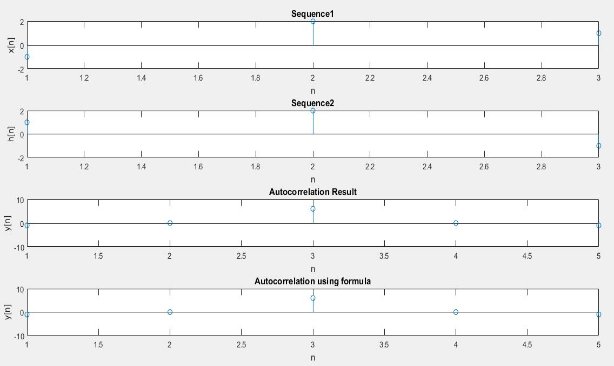 Sequence1
2
0
-2
x[n]
1 1.2 1.4 1.6 1.8 2 2.2 2.4 2.6 2.8 3
n
Sequence2
2
0
-2
h[n]
1 1.2 1.4 1.6 1.8 2 2.2 2.4 2.6 2.8 3
n
Autocorrelation Result
10
0
-10
y[n]
1 1.5 2 2.5 3 3.5 4 4.5 5
n
Autocorrelation using formula
10
0
-10
y[n]
1 1.5 2 2.5 3 3.5 4 4.5 5
n